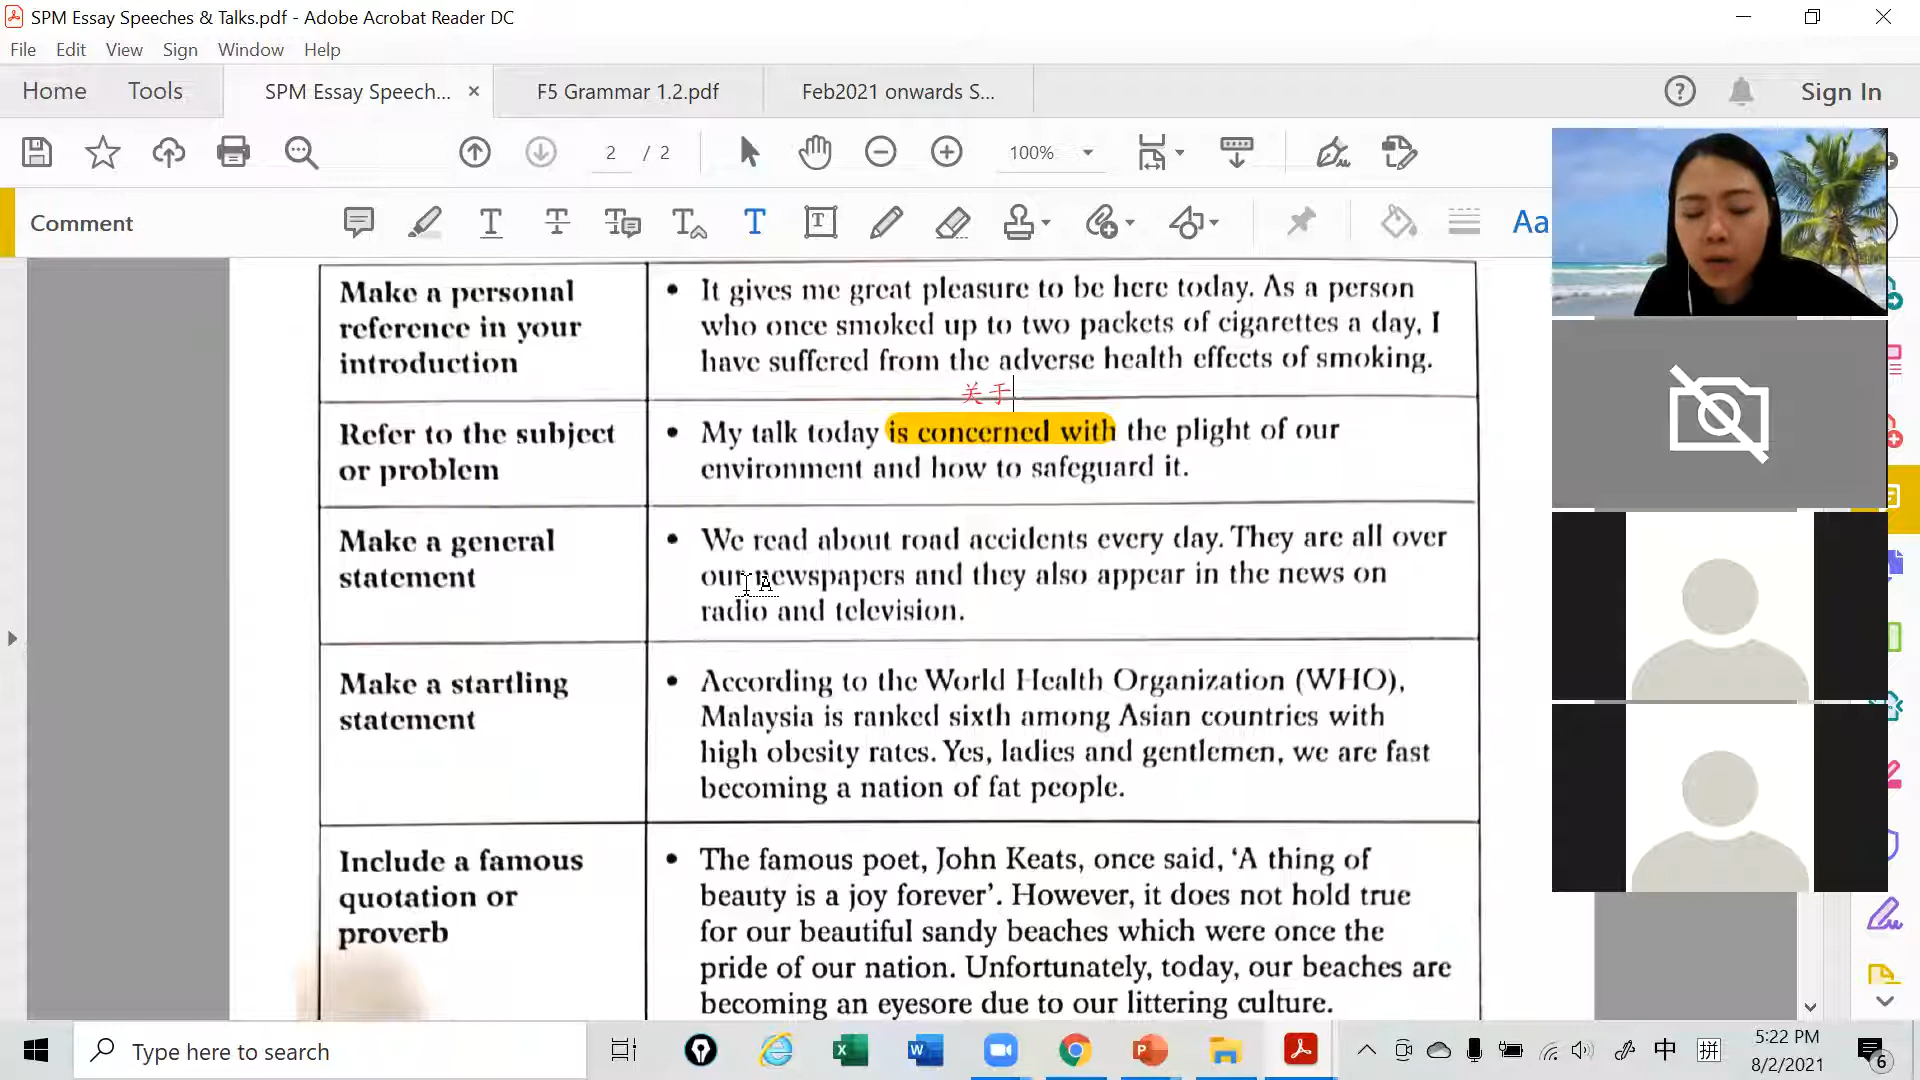 SPM Essay Speeches & Talks.pdf - Adobe Acrobat Reader DC
File Edit View Sign Window Help
Home Tools SPM Essay Speech... × F5 Grammar 1.2.pdf Feb2021 onwards S... Sign In
2 / 2 100%
Comment
Make a personal
reference in your
introduction
• It gives me great pleasure to be here today. As a person
who once smoked up to two packets of cigarettes a day, I
have suffered from the adverse health effects of smoking.
关于
Refer to the subject
or problem
• My talk today is concerned with the plight of our
environment and how to safeguard it.
Make a general
statement
• We read about road accidents every day. They are all over
our newspapers and they also appear in the news on
radio and television.
Make a startling
statement
• According to the World Health Organization (WHO),
Malaysia is ranked sixth among Asian countries with
high obesity rates. Yes, ladies and gentlemen, we are fast
becoming a nation of fat people.
Include a famous
quotation or
proverb
• The famous poet, John Keats, once said, ‘A thing of
beauty is a joy forever’. However, it does not hold true
for our beautiful sandy beaches which were once the
pride of our nation. Unfortunately, today, our beaches are
becoming an eyesore due to our littering culture.
Type here to search
中 拼
5:22 PM
8/2/2021
6